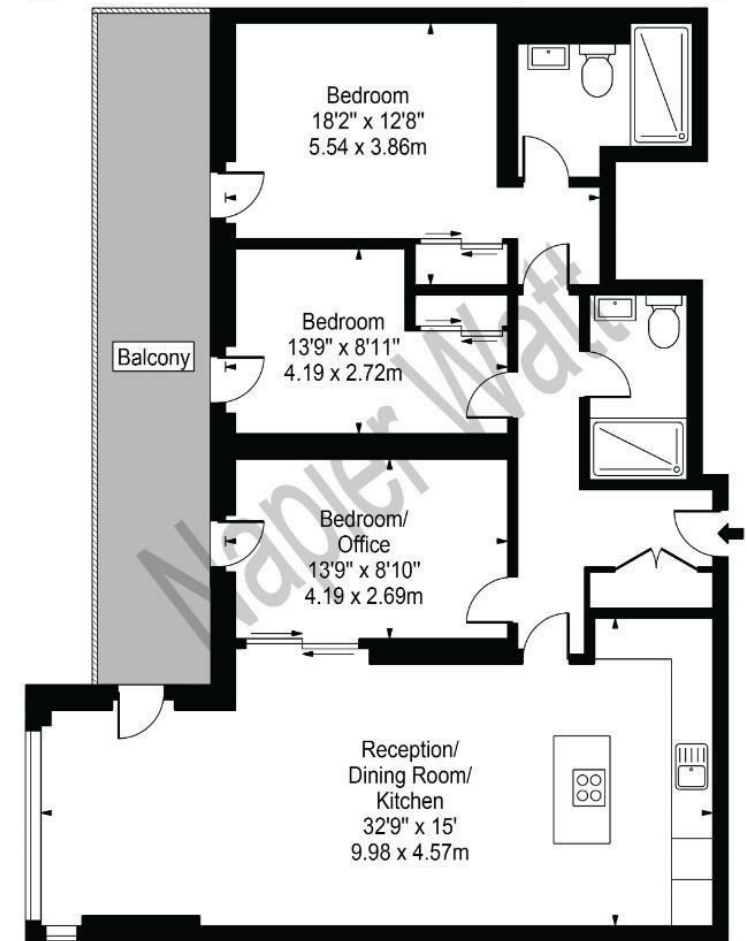 Bedroom
18'2" x 12'8"
5.54 x 3.86m
Bedroom
13'9" x 8'11"
4.19 x 2.72m
Balcony
Bedroom/
Office
13'9" x 8'10"
4.19 x 2.69m
Reception/
Dining Room/
Kitchen
32'9" x 15'
9.98 x 4.57m
Napier Watt